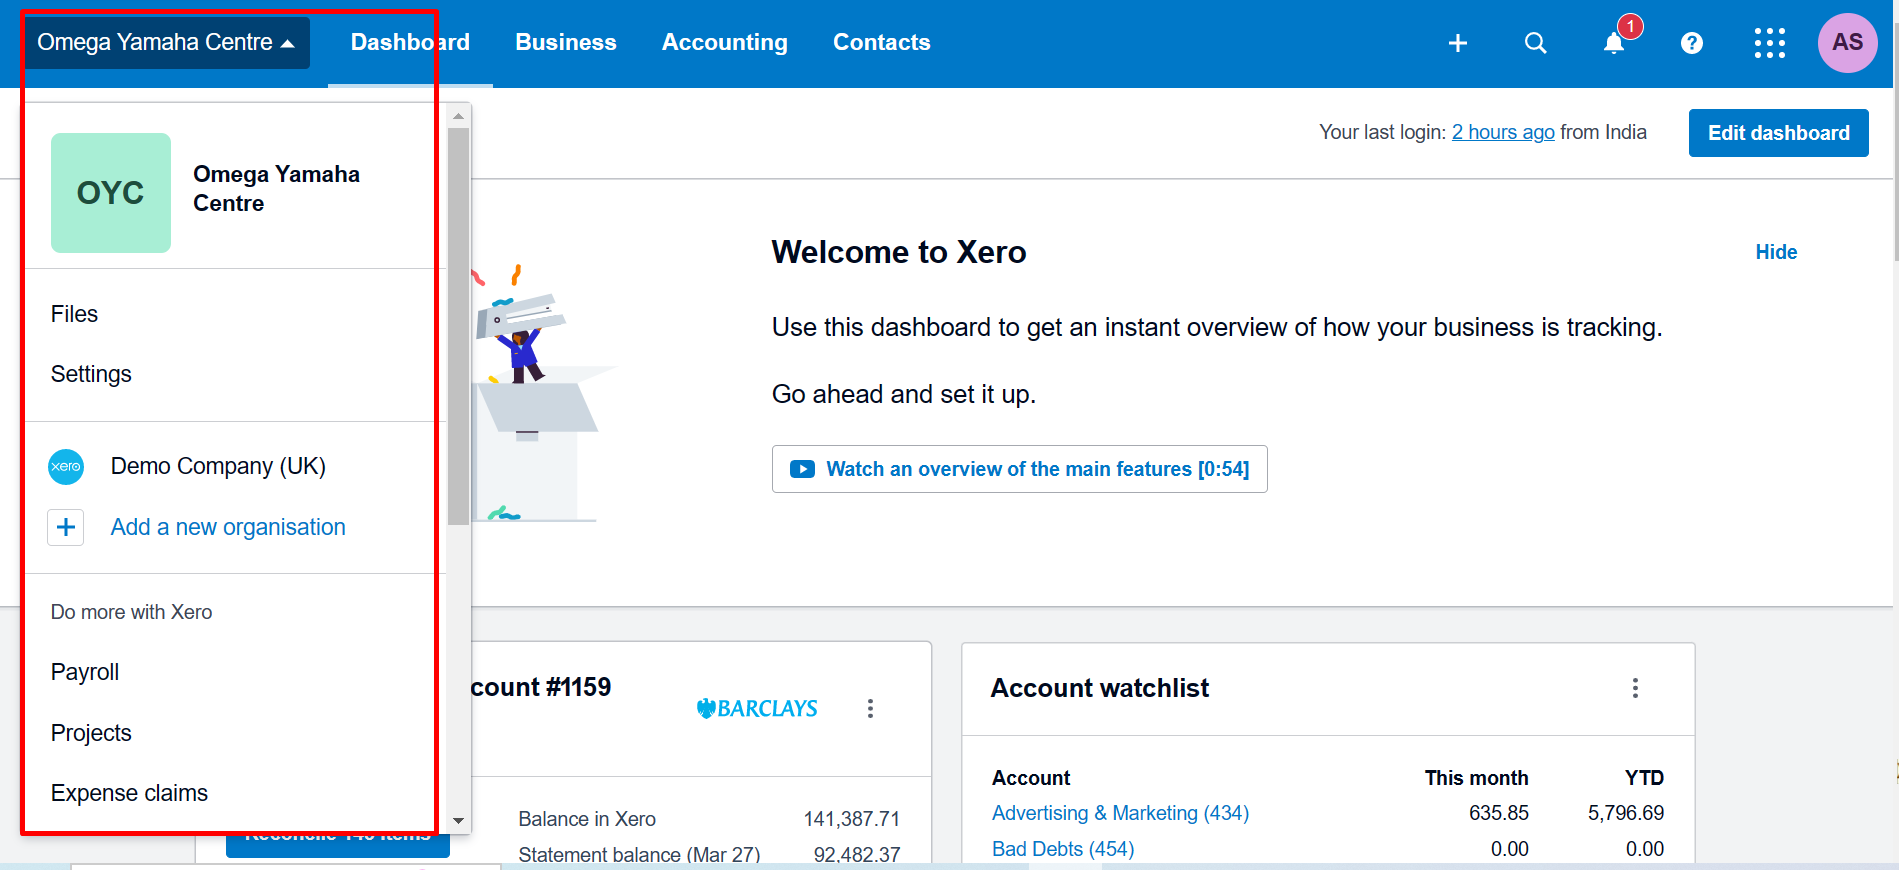 Omega Yamaha Centre
Dashboard
Business
Accounting
Contacts
1
AS
OYC
Omega Yamaha
Centre
Your last login: 2 hours ago from India
Edit dashboard
Files
Settings
xero
Demo Company (UK)
Add a new organisation
Do more with Xero
Payroll
Projects
Expense claims
Welcome to Xero
Hide
Use this dashboard to get an instant overview of how your business is tracking.
Go ahead and set it up.
Watch an overview of the main features [0:54]
count #1159
BARCLAYS
Balance in Xero 141,387.71
Statement balance (Mar 27) 92,482.37
Account watchlist
Account This month YTD
Advertising & Marketing (434) 635.85 5,796.69
Bad Debts (454) 0.00 0.00